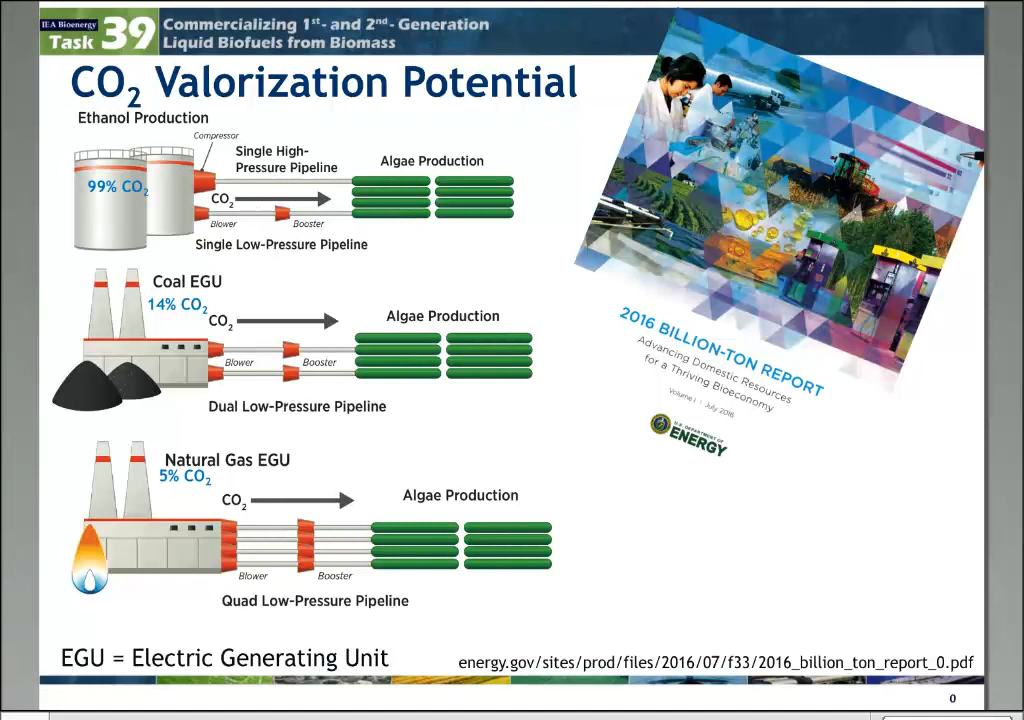 IEA Bioenergy
Task 39
Commercializing 1st- and 2nd- Generation
Liquid Biofuels from Biomass
CO2 Valorization Potential
Ethanol Production
Compressor
Single High-
Pressure Pipeline
Algae Production
99% CO2
CO2
Blower
Booster
Single Low-Pressure Pipeline
Coal EGU
14% CO2
CO2
Algae Production
Blower
Booster
Dual Low-Pressure Pipeline
Natural Gas EGU
5% CO2
CO2
Algae Production
Blower
Booster
Quad Low-Pressure Pipeline
2016 BILLION-TON REPORT
Advancing Domestic Resources
for a Thriving Bioeconomy
Volume I | July 2016
U.S. DEPARTMENT OF
ENERGY
EGU = Electric Generating Unit
energy.gov/sites/prod/files/2016/07/f33/2016_billion_ton_report_0.pdf
0